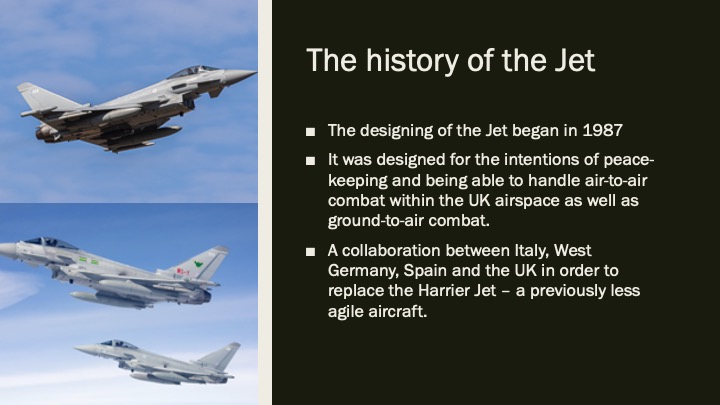 The history of the Jet
■ The designing of the Jet began in 1987
■ It was designed for the intentions of peace-
keeping and being able to handle air-to-air
combat within the UK airspace as well as
ground-to-air combat.
■ A collaboration between Italy, West
Germany, Spain and the UK in order to
replace the Harrier Jet – a previously less
agile aircraft.